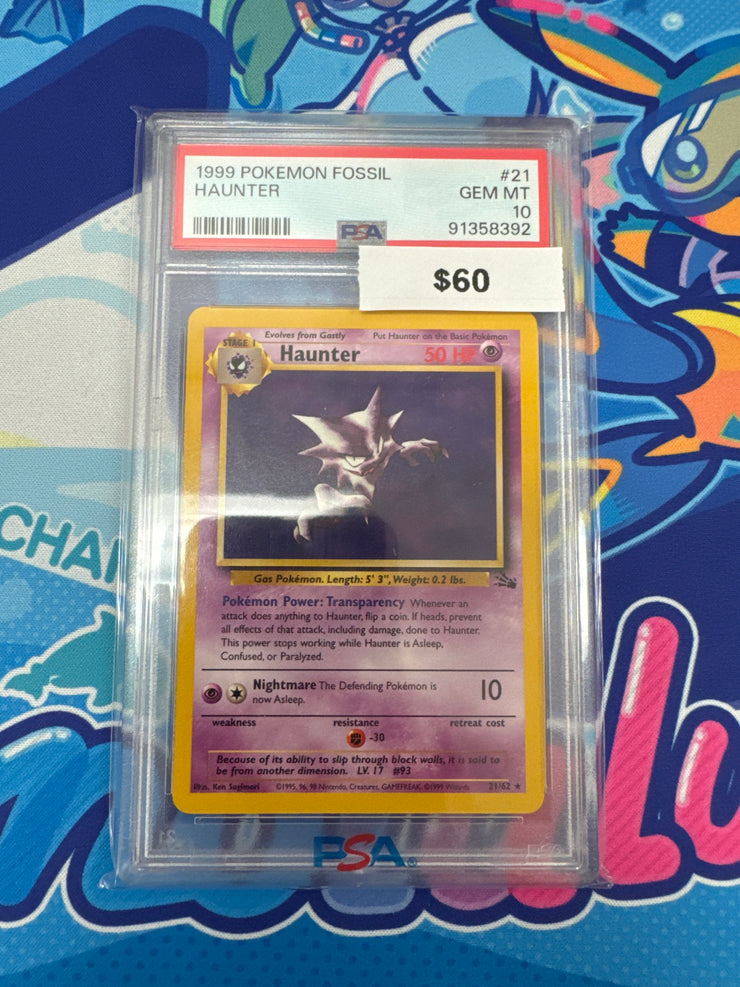 1999 POKEMON FOSSIL #21
HAUNTER GEM MT
10
PSA 91358392
$60
Evolves from Gastly Put Haunter on the Basic Pokémon
STAGE 1
Haunter 50 HP
Gas Pokémon. Length: 5' 3", Weight: 0.2 lbs.
Pokémon Power: Transparency Whenever an
attack does anything to Haunter, flip a coin. If heads, prevent
all effects of that attack, including damage, done to Haunter.
This power stops working while Haunter is Asleep,
Confused, or Paralyzed.
Nightmare The Defending Pokémon is
now Asleep. 10
weakness resistance retreat cost
-30
Because of its ability to slip through block walls, it is said to
be from another dimension. LV. 17 #93
Illus. Ken Sugimori ©1995, 96, 98 Nintendo, Creatures, GAMEFREAK. ©1999 Wizards. 21/62 ★
PSA
CHA